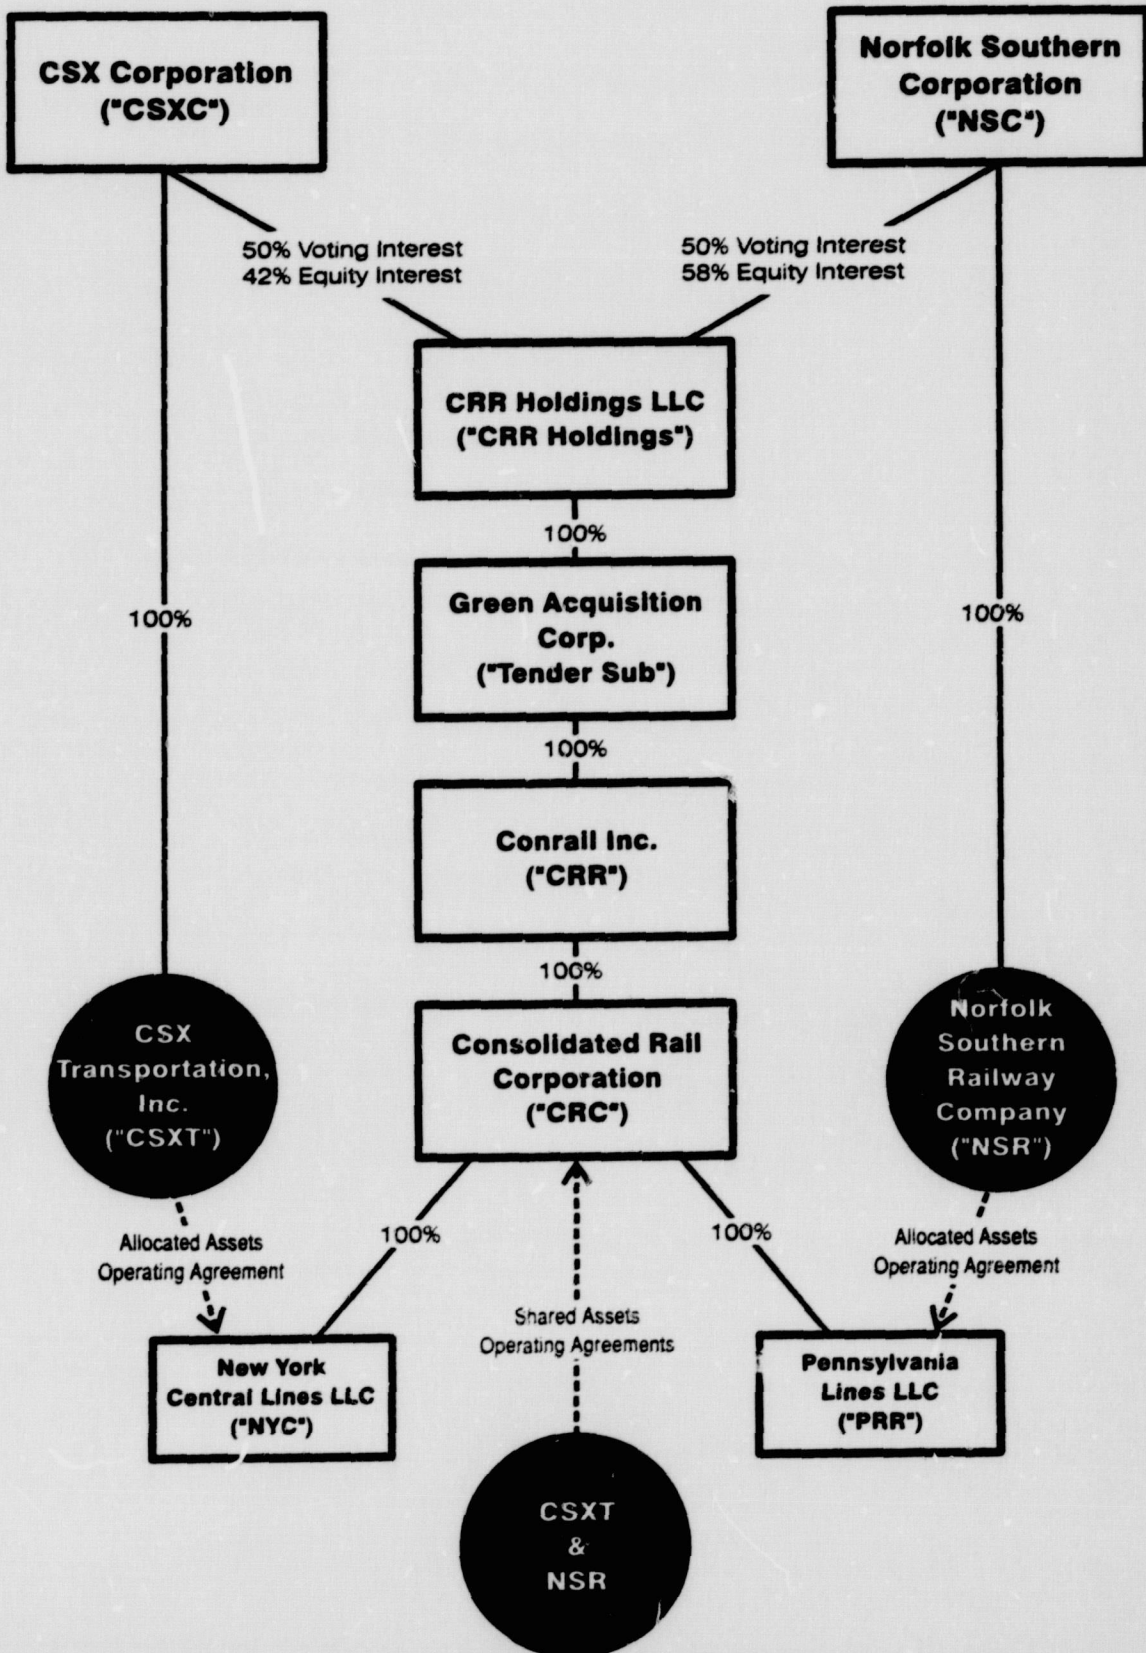 CSX Corporation
("CSXC")
Norfolk Southern
Corporation
("NSC")
50% Voting Interest
42% Equity Interest
50% Voting Interest
58% Equity Interest
CRR Holdings LLC
("CRR Holdings")
100%
Green Acquisition
Corp.
("Tender Sub")
100%
100%
100%
Conrail Inc.
("CRR")
100%
CSX
Transportation,
Inc.
("CSXT")
Consolidated Rail
Corporation
("CRC")
Norfolk
Southern
Railway
Company
("NSR")
Allocated Assets
Operating Agreement
100%
100%
Allocated Assets
Operating Agreement
Shared Assets
Operating Agreements
New York
Central Lines LLC
("NYC")
Pennsylvania
Lines LLC
("PRR")
CSXT
&
NSR